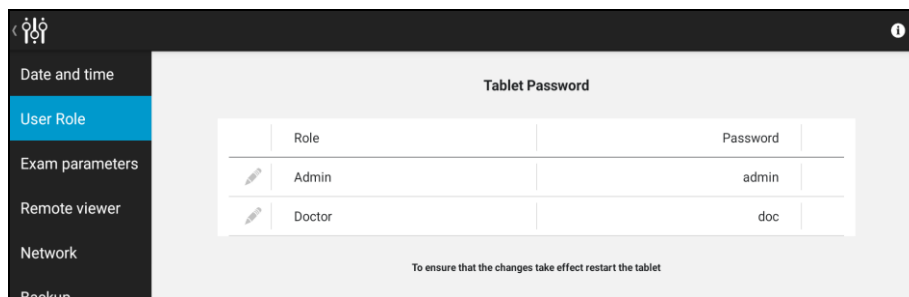 Date and time
User Role
Exam parameters
Remote viewer
Network
Backup
Tablet Password
Role Password
Admin admin
Doctor doc
To ensure that the changes take effect restart the tablet